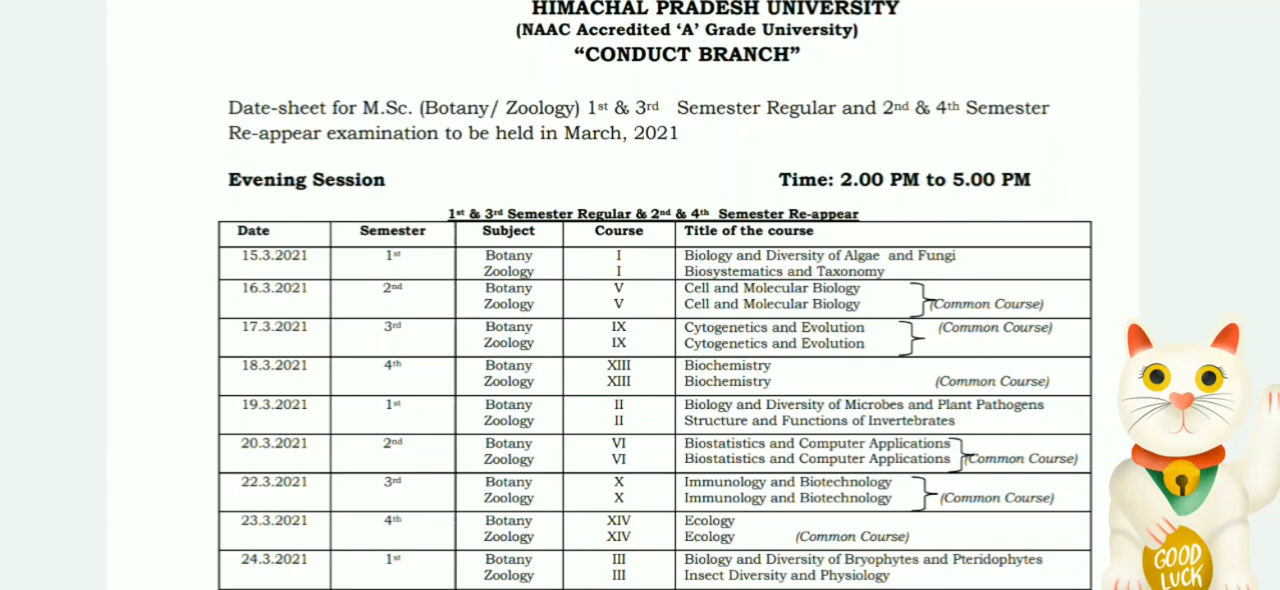 HIMACHAL PRADESH UNIVERSITY
(NAAC Accredited ‘A’ Grade University)
“CONDUCT BRANCH”
Date-sheet for M.Sc. (Botany/ Zoology) 1st & 3rd Semester Regular and 2nd & 4th Semester
Re-appear examination to be held in March, 2021
Evening Session Time: 2.00 PM to 5.00 PM
1st & 3rd Semester Regular & 2nd & 4th Semester Re-appear
Date Semester Subject Course Title of the course
15.3.2021 1st Botany I Biology and Diversity of Algae and Fungi
Zoology I Biosystematics and Taxonomy
16.3.2021 2nd Botany V Cell and Molecular Biology
Zoology V Cell and Molecular Biology (Common Course)
17.3.2021 3rd Botany IX Cytogenetics and Evolution (Common Course)
Zoology IX Cytogenetics and Evolution
18.3.2021 4th Botany XIII Biochemistry
Zoology XIII Biochemistry (Common Course)
19.3.2021 1st Botany II Biology and Diversity of Microbes and Plant Pathogens
Zoology II Structure and Functions of Invertebrates
20.3.2021 2nd Botany VI Biostatistics and Computer Applications
Zoology VI Biostatistics and Computer Applications (Common Course)
22.3.2021 3rd Botany X Immunology and Biotechnology
Zoology X Immunology and Biotechnology (Common Course)
23.3.2021 4th Botany XIV Ecology
Zoology XIV Ecology (Common Course)
24.3.2021 1st Botany III Biology and Diversity of Bryophytes and Pteridophytes
Zoology III Insect Diversity and Physiology
GOOD
LUCK